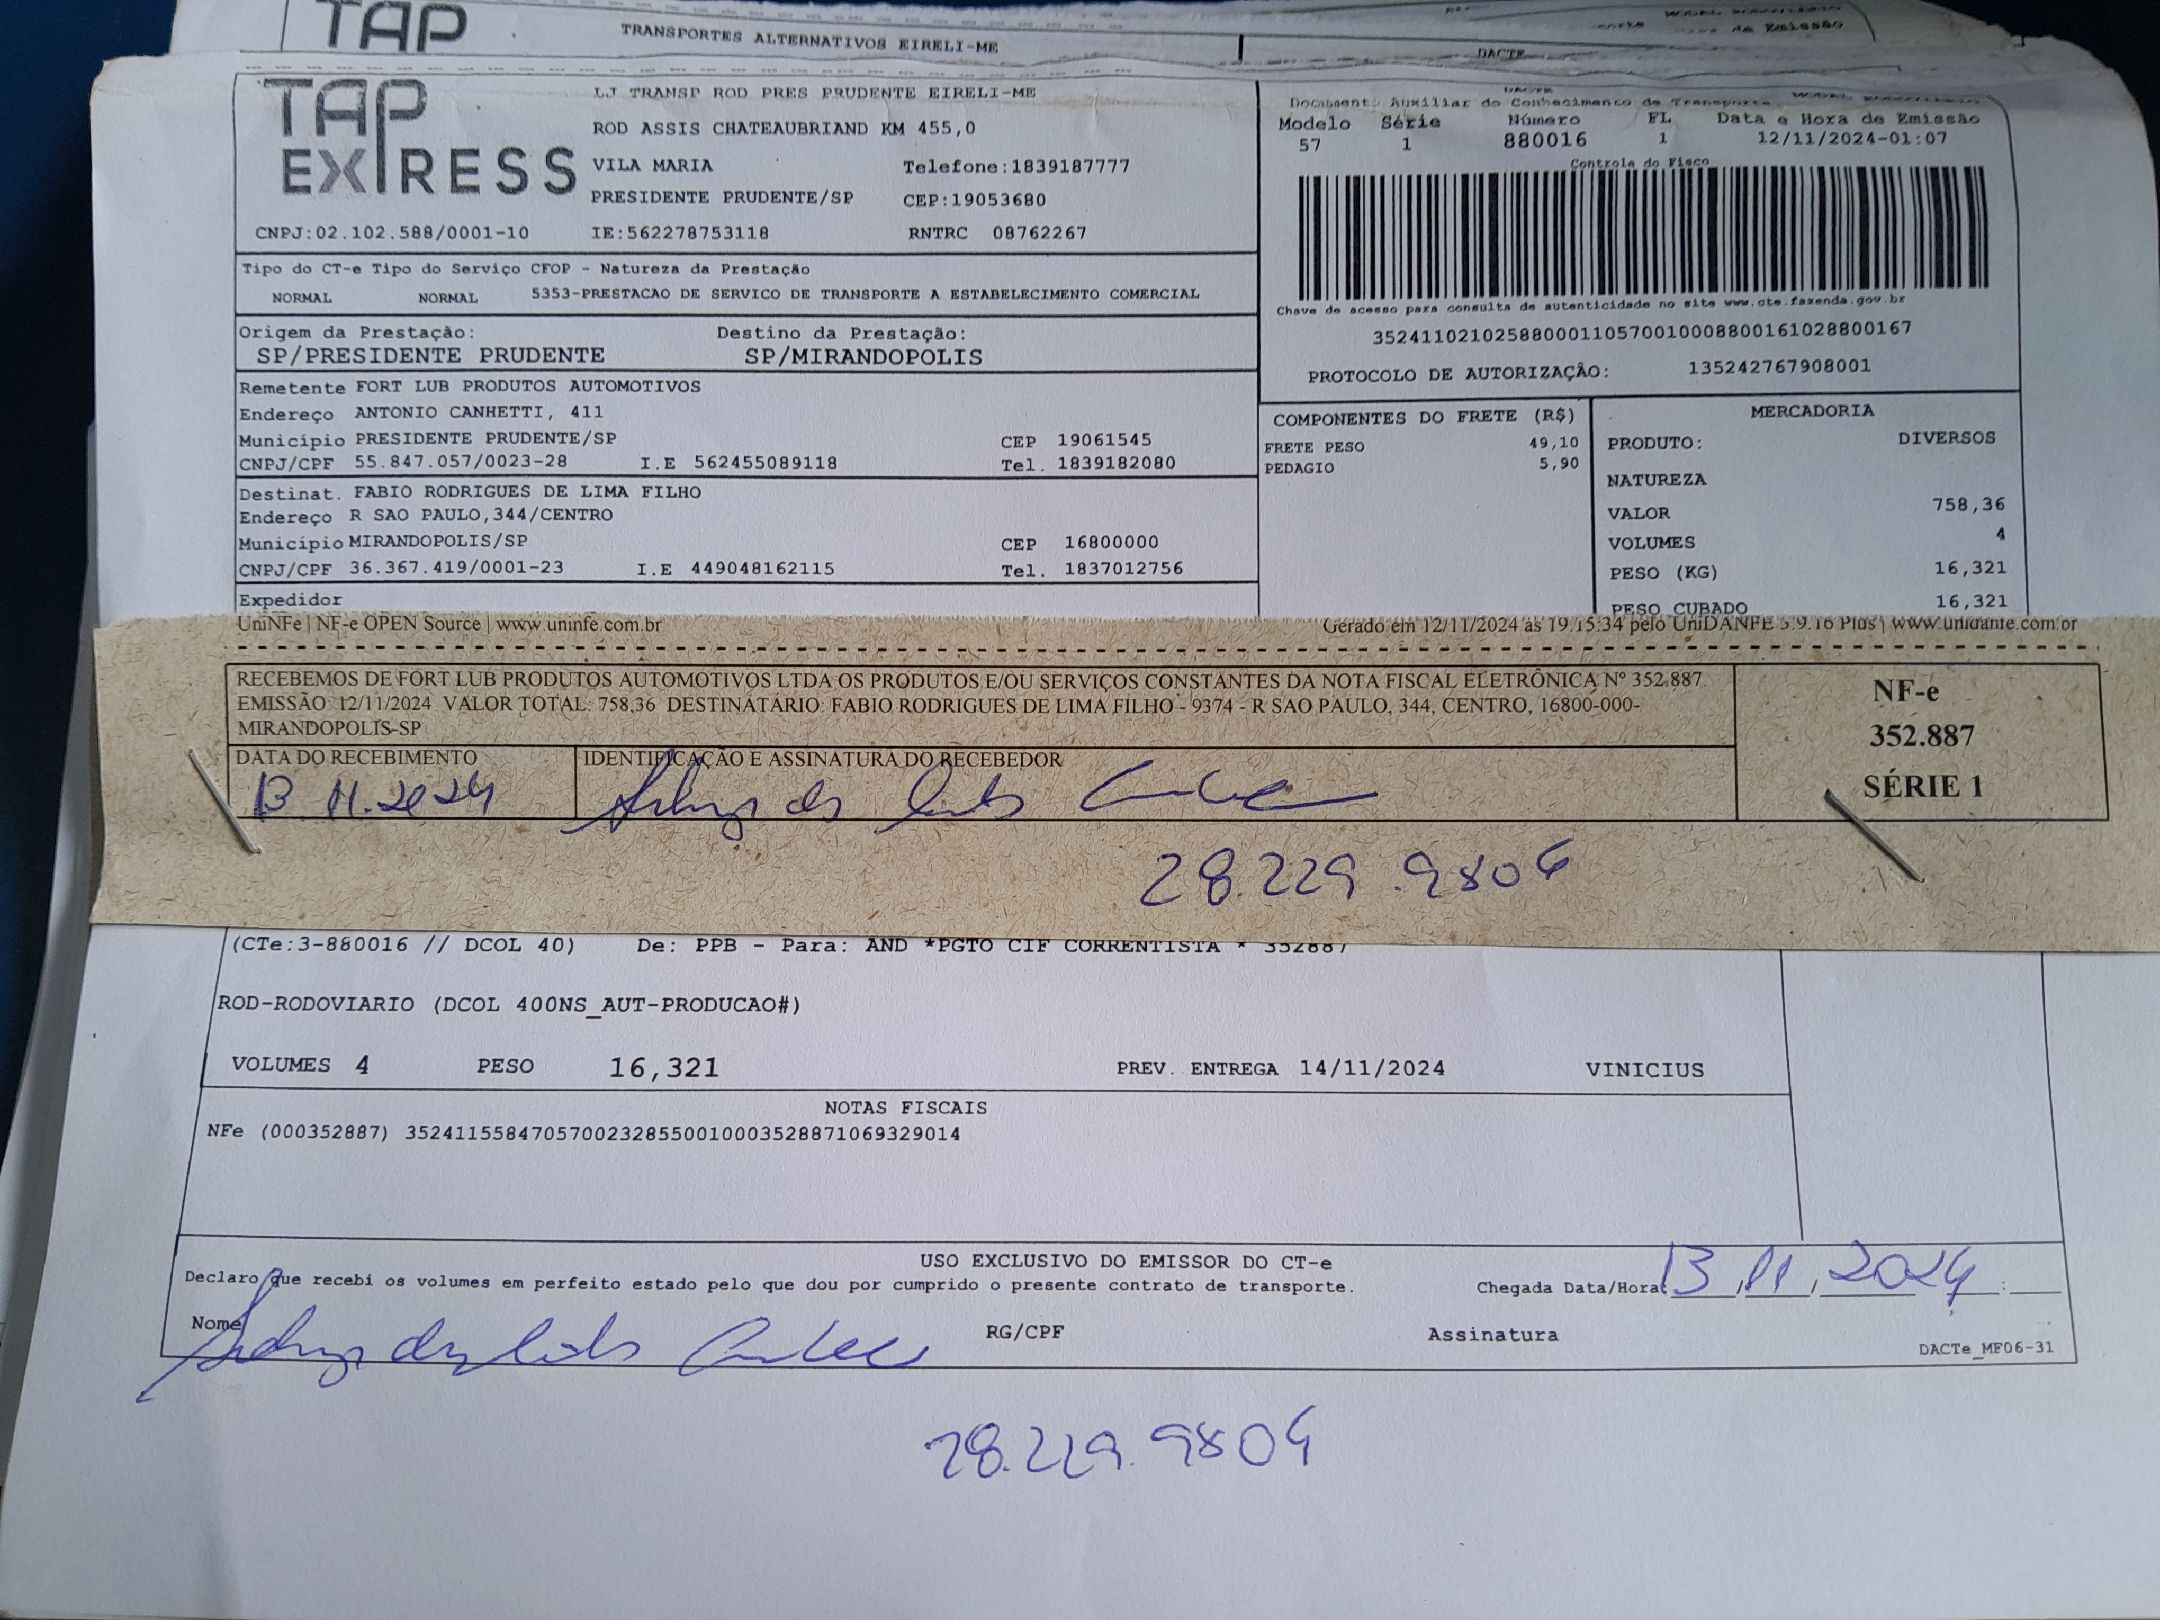 TAP
TRANSPORTES ALTERNATIVOS EIRELI-ME
DACTE
TAP
EXPRESS
LJ TRANSP ROD PRES PRUDENTE EIRELI-ME
ROD ASSIS CHATEAUBRIAND KM 455,0
VILA MARIA Telefone:1839187777
PRESIDENTE PRUDENTE/SP CEP:19053680
CNPJ:02.102.588/0001-10 IE:562278753118 RNTRC 08762267
Documento Auxiliar do Conhecimento de Transporte
Modelo Série Número FL Data e Hora de Emissão
57 1 880016 1 12/11/2024-01:07
Controle do Fisco
Chave de acesso para consulta de autenticidade no site www.cte.fazenda.gov.br
35241102102588000110570010008800161028800167
PROTOCOLO DE AUTORIZAÇÃO: 135242767908001
Tipo do CT-e Tipo do Serviço CFOP - Natureza da Prestação
NORMAL NORMAL 5353-PRESTACAO DE SERVICO DE TRANSPORTE A ESTABELECIMENTO COMERCIAL
Origem da Prestação: Destino da Prestação:
SP/PRESIDENTE PRUDENTE SP/MIRANDOPOLIS
Remetente FORT LUB PRODUTOS AUTOMOTIVOS
Endereço ANTONIO CANHETTI, 411
Município PRESIDENTE PRUDENTE/SP CEP 19061545
CNPJ/CPF 55.847.057/0023-28 I.E 562455089118 Tel. 1839182080
Destinat. FABIO RODRIGUES DE LIMA FILHO
Endereço R SAO PAULO,344/CENTRO
Município MIRANDOPOLIS/SP CEP 16800000
CNPJ/CPF 36.367.419/0001-23 I.E 449048162115 Tel. 1837012756
Expedidor
COMPONENTES DO FRETE (R$)
FRETE PESO 49,10
PEDAGIO 5,90
MERCADORIA
PRODUTO: DIVERSOS
NATUREZA
VALOR 758,36
VOLUMES 4
PESO (KG) 16,321
PESO CUBADO 16,321
UniNFe | NF-e OPEN Source | www.uninfe.com.br
Gerado em 12/11/2024 às 19:15:34 pelo UniDANFE 3.9.16 Plus | www.unidanfe.com.br
RECEBEMOS DE FORT LUB PRODUTOS AUTOMOTIVOS LTDA OS PRODUTOS E/OU SERVIÇOS CONSTANTES DA NOTA FISCAL ELETRÔNICA Nº 352.887.
EMISSÃO: 12/11/2024 VALOR TOTAL: 758,36 DESTINATÁRIO: FABIO RODRIGUES DE LIMA FILHO - 9374 - R SAO PAULO, 344, CENTRO, 16800-000-
MIRANDOPOLIS-SP
DATA DO RECEBIMENTO IDENTIFICAÇÃO E ASSINATURA DO RECEBEDOR
13 11.2024
NF-e
352.887
SÉRIE 1
28.229.9804
(CTe:3-880016 // DCOL 40) De: PPB - Para: AND *PGTO CIF CORRENTISTA * 352887
ROD-RODOVIARIO (DCOL 400NS_AUT-PRODUCAO#)
VOLUMES 4 PESO 16,321 PREV. ENTREGA 14/11/2024 VINICIUS
NOTAS FISCAIS
NFe (000352887) 35241155847057002328550010003528871069329014
USO EXCLUSIVO DO EMISSOR DO CT-e
Declaro que recebi os volumes em perfeito estado pelo que dou por cumprido o presente contrato de transporte.
Chegada Data/Hora: 13/11/2024 :
Nome RG/CPF Assinatura
DACTe_MF06-31
28.229.9804